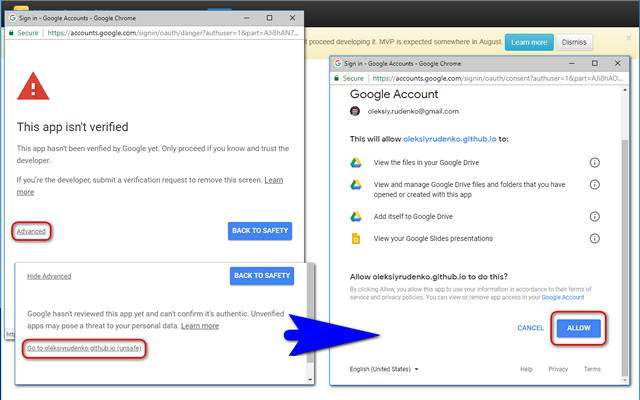 Sign in - Google Accounts - Google Chrome
Secure | https://accounts.google.com/signin/oauth/danger?authuser=1&part=AJi8hAN7...
This app isn't verified
This app hasn't been verified by Google yet. Only proceed if you know and trust the
developer.
If you're the developer, submit a verification request to remove this screen. Learn
more
Advanced
BACK TO SAFETY
Hide Advanced
BACK TO SAFETY
Google hasn't reviewed this app yet and can't confirm it's authentic. Unverified
apps may pose a threat to your personal data. Learn more
Go to oleksiyrudenko.github.io (unsafe)
t proceed developing it. MVP is expected somewhere in August. Learn more Dismiss
Sign in - Google Accounts - Google Chrome
Secure | https://accounts.google.com/signin/oauth/consent?authuser=1&part=AJi8hAO...
Google Account
oleksiy.rudenko@gmail.com
This will allow oleksiyrudenko.github.io to:
View the files in your Google Drive
View and manage Google Drive files and folders that you have
opened or created with this app
Add itself to Google Drive
View your Google Slides presentations
Allow oleksiyrudenko.github.io to do this?
By clicking Allow, you allow this app to use your information in accordance to their terms of
service and privacy policies. You can view or remove app access in your Google Account
CANCEL ALLOW
English (United States) Help Privacy Terms